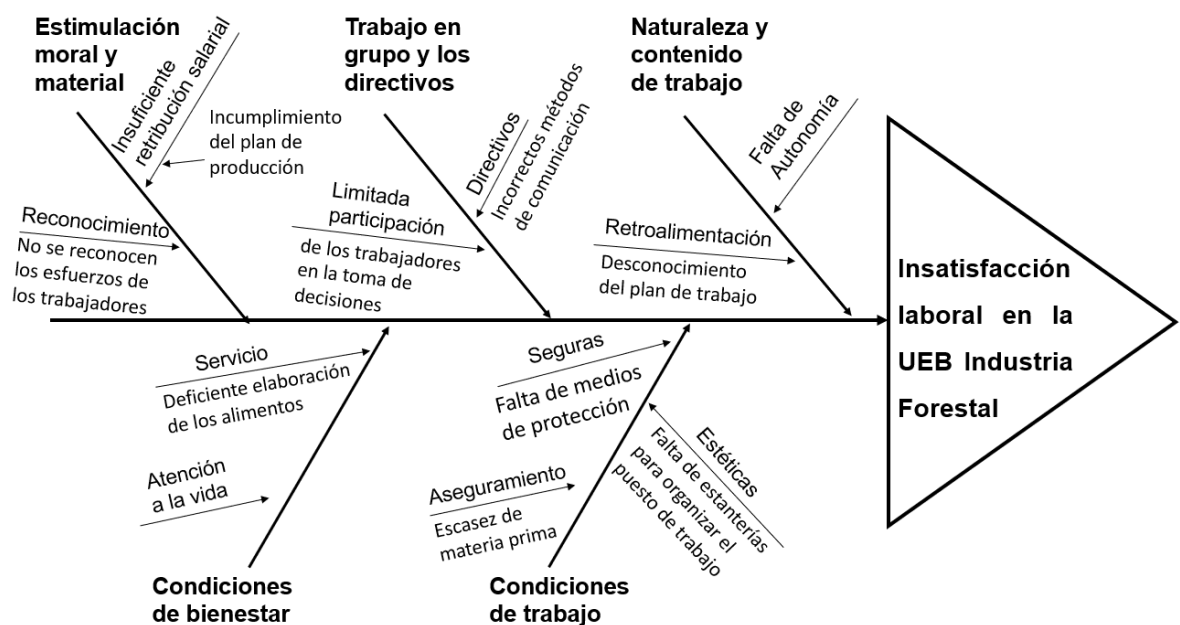 Estimulación
moral y
material
Insuficiente
retribución salarial
Incumplimiento
del plan de
producción
Reconocimiento
No se reconocen
los esfuerzos de
los trabajadores
Trabajo en
grupo y los
directivos
Directivos
Incorrectos métodos
de comunicación
Limitada
participación
de los trabajadores
en la toma de
decisiones
Naturaleza y
contenido
de trabajo
Falta de
Autonomía
Retroalimentación
Desconocimiento
del plan de trabajo
Insatisfacción
laboral en la
UEB Industria
Forestal
Servicio
Deficiente elaboración
de los alimentos
Atención
a la vida
Condiciones
de bienestar
Seguras
Falta de medios
de protección
Estéticas
Falta de estanterías
para organizar el
puesto de trabajo
Aseguramiento
Escasez de
materia prima
Condiciones
de trabajo